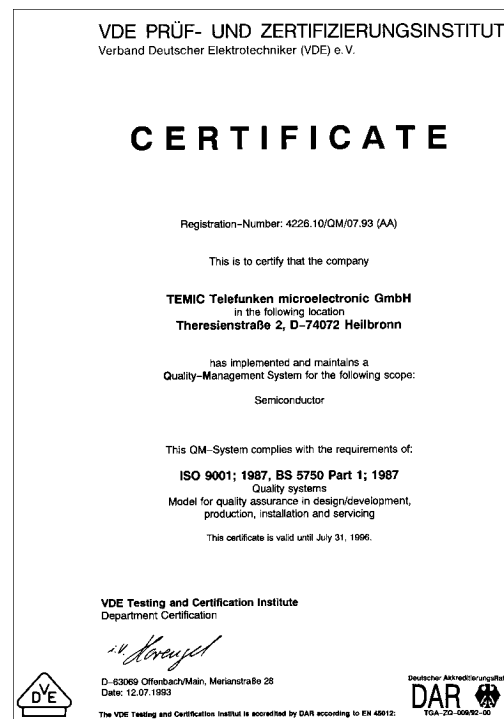 VDE PRÜF- UND ZERTIFIZIERUNGSINSTITUT
Verband Deutscher Elektrotechniker (VDE) e.V.
CERTIFICATE
Registration-Number: 4226.10/QM/07.93 (AA)
This is to certify that the company
TEMIC Telefunken microelectronic GmbH
in the following location
Theresienstraße 2, D-74072 Heilbronn
has implemented and maintains a
Quality-Management System for the following scope:
Semiconductor
This QM-System complies with the requirements of:
ISO 9001; 1987, BS 5750 Part 1; 1987
Quality systems
Model for quality assurance in design/development,
production, installation and servicing
This certificate is valid until July 31, 1996.
VDE Testing and Certification Institute
Department Certification
i.V.
D-63069 Offenbach/Main, Merianstraße 28
Date: 12.07.1993
The VDE Testing and Certification Institut is accredited by DAR according to EN 45012:
VDE
Deutscher AkkreditierungsRat
DAR
TGA-ZQ-009/92-00